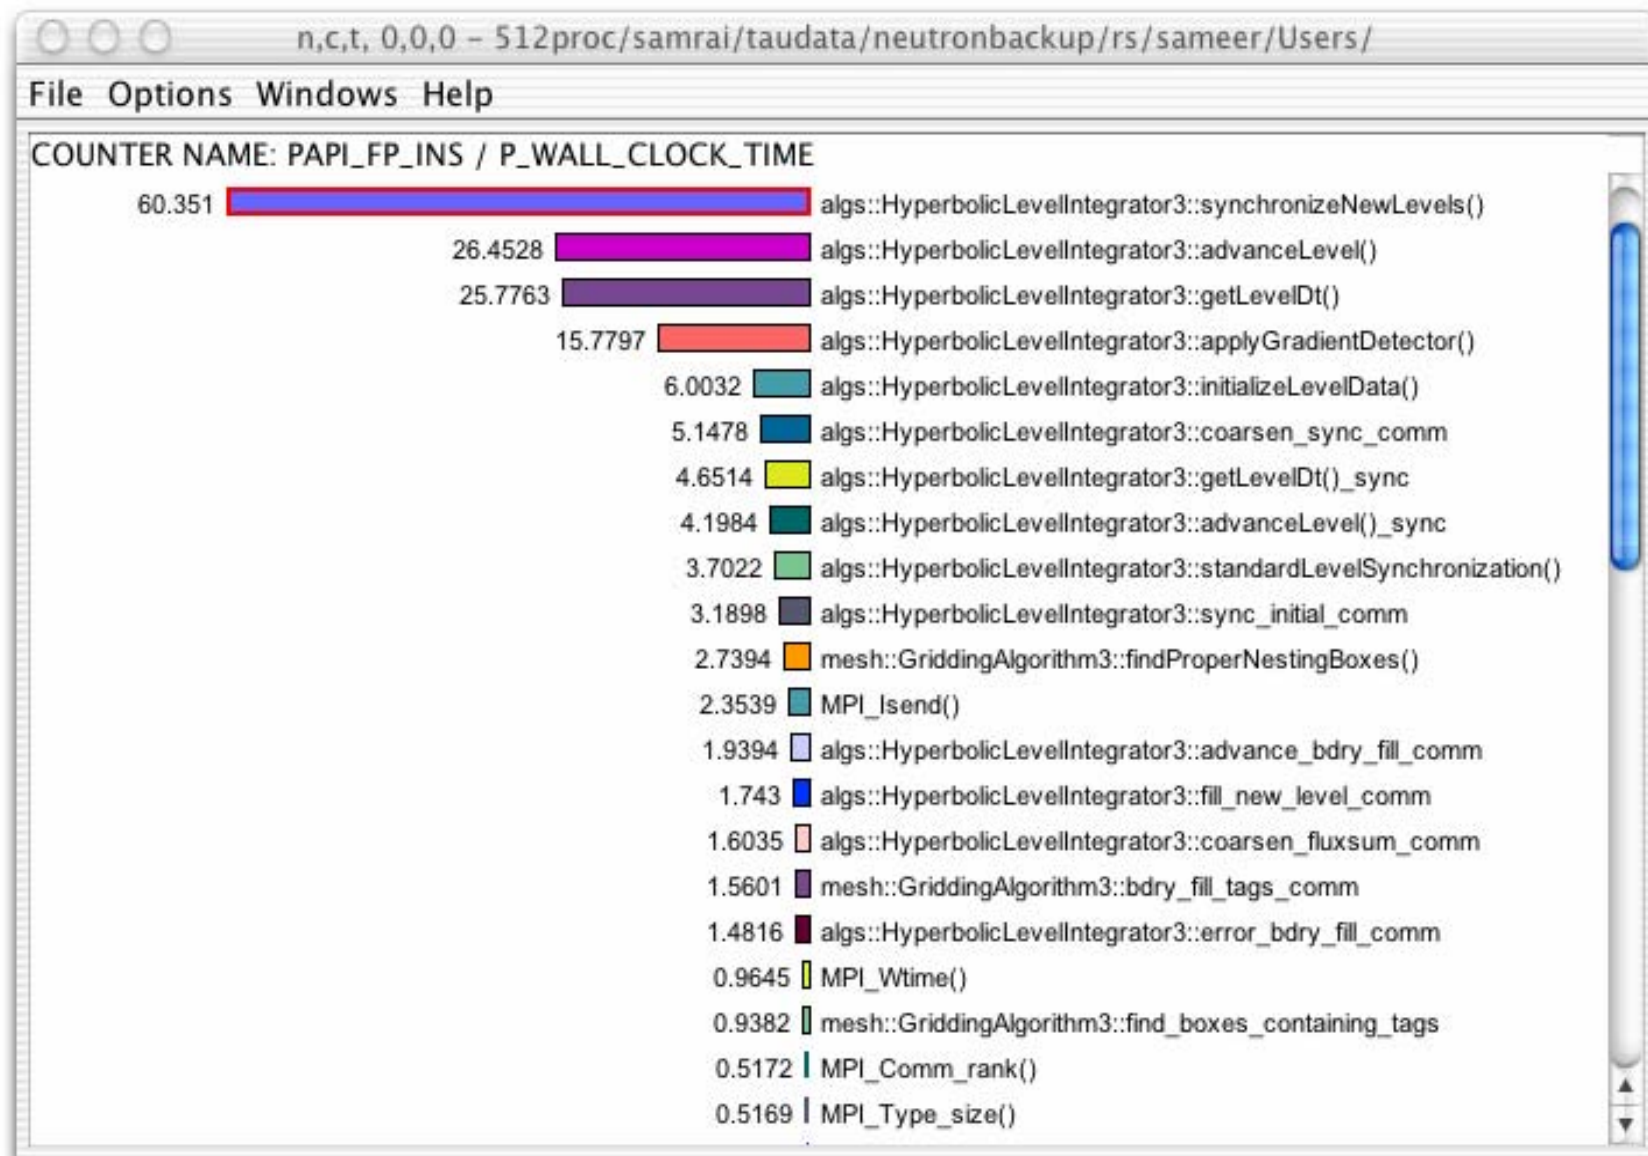 n,c,t, 0,0,0 – 512proc/samrai/taudata/neutronbackup/rs/sameer/Users/
File Options Windows Help
COUNTER NAME: PAPI_FP_INS / P_WALL_CLOCK_TIME
60.351 algs::HyperbolicLevelIntegrator3::synchronizeNewLevels()
26.4528 algs::HyperbolicLevelIntegrator3::advanceLevel()
25.7763 algs::HyperbolicLevelIntegrator3::getLevelDt()
15.7797 algs::HyperbolicLevelIntegrator3::applyGradientDetector()
6.0032 algs::HyperbolicLevelIntegrator3::initializeLevelData()
5.1478 algs::HyperbolicLevelIntegrator3::coarsen_sync_comm
4.6514 algs::HyperbolicLevelIntegrator3::getLevelDt()_sync
4.1984 algs::HyperbolicLevelIntegrator3::advanceLevel()_sync
3.7022 algs::HyperbolicLevelIntegrator3::standardLevelSynchronization()
3.1898 algs::HyperbolicLevelIntegrator3::sync_initial_comm
2.7394 mesh::GriddingAlgorithm3::findProperNestingBoxes()
2.3539 MPI_Isend()
1.9394 algs::HyperbolicLevelIntegrator3::advance_bdry_fill_comm
1.743 algs::HyperbolicLevelIntegrator3::fill_new_level_comm
1.6035 algs::HyperbolicLevelIntegrator3::coarsen_fluxsum_comm
1.5601 mesh::GriddingAlgorithm3::bdry_fill_tags_comm
1.4816 algs::HyperbolicLevelIntegrator3::error_bdry_fill_comm
0.9645 MPI_Wtime()
0.9382 mesh::GriddingAlgorithm3::find_boxes_containing_tags
0.5172 MPI_Comm_rank()
0.5169 MPI_Type_size()